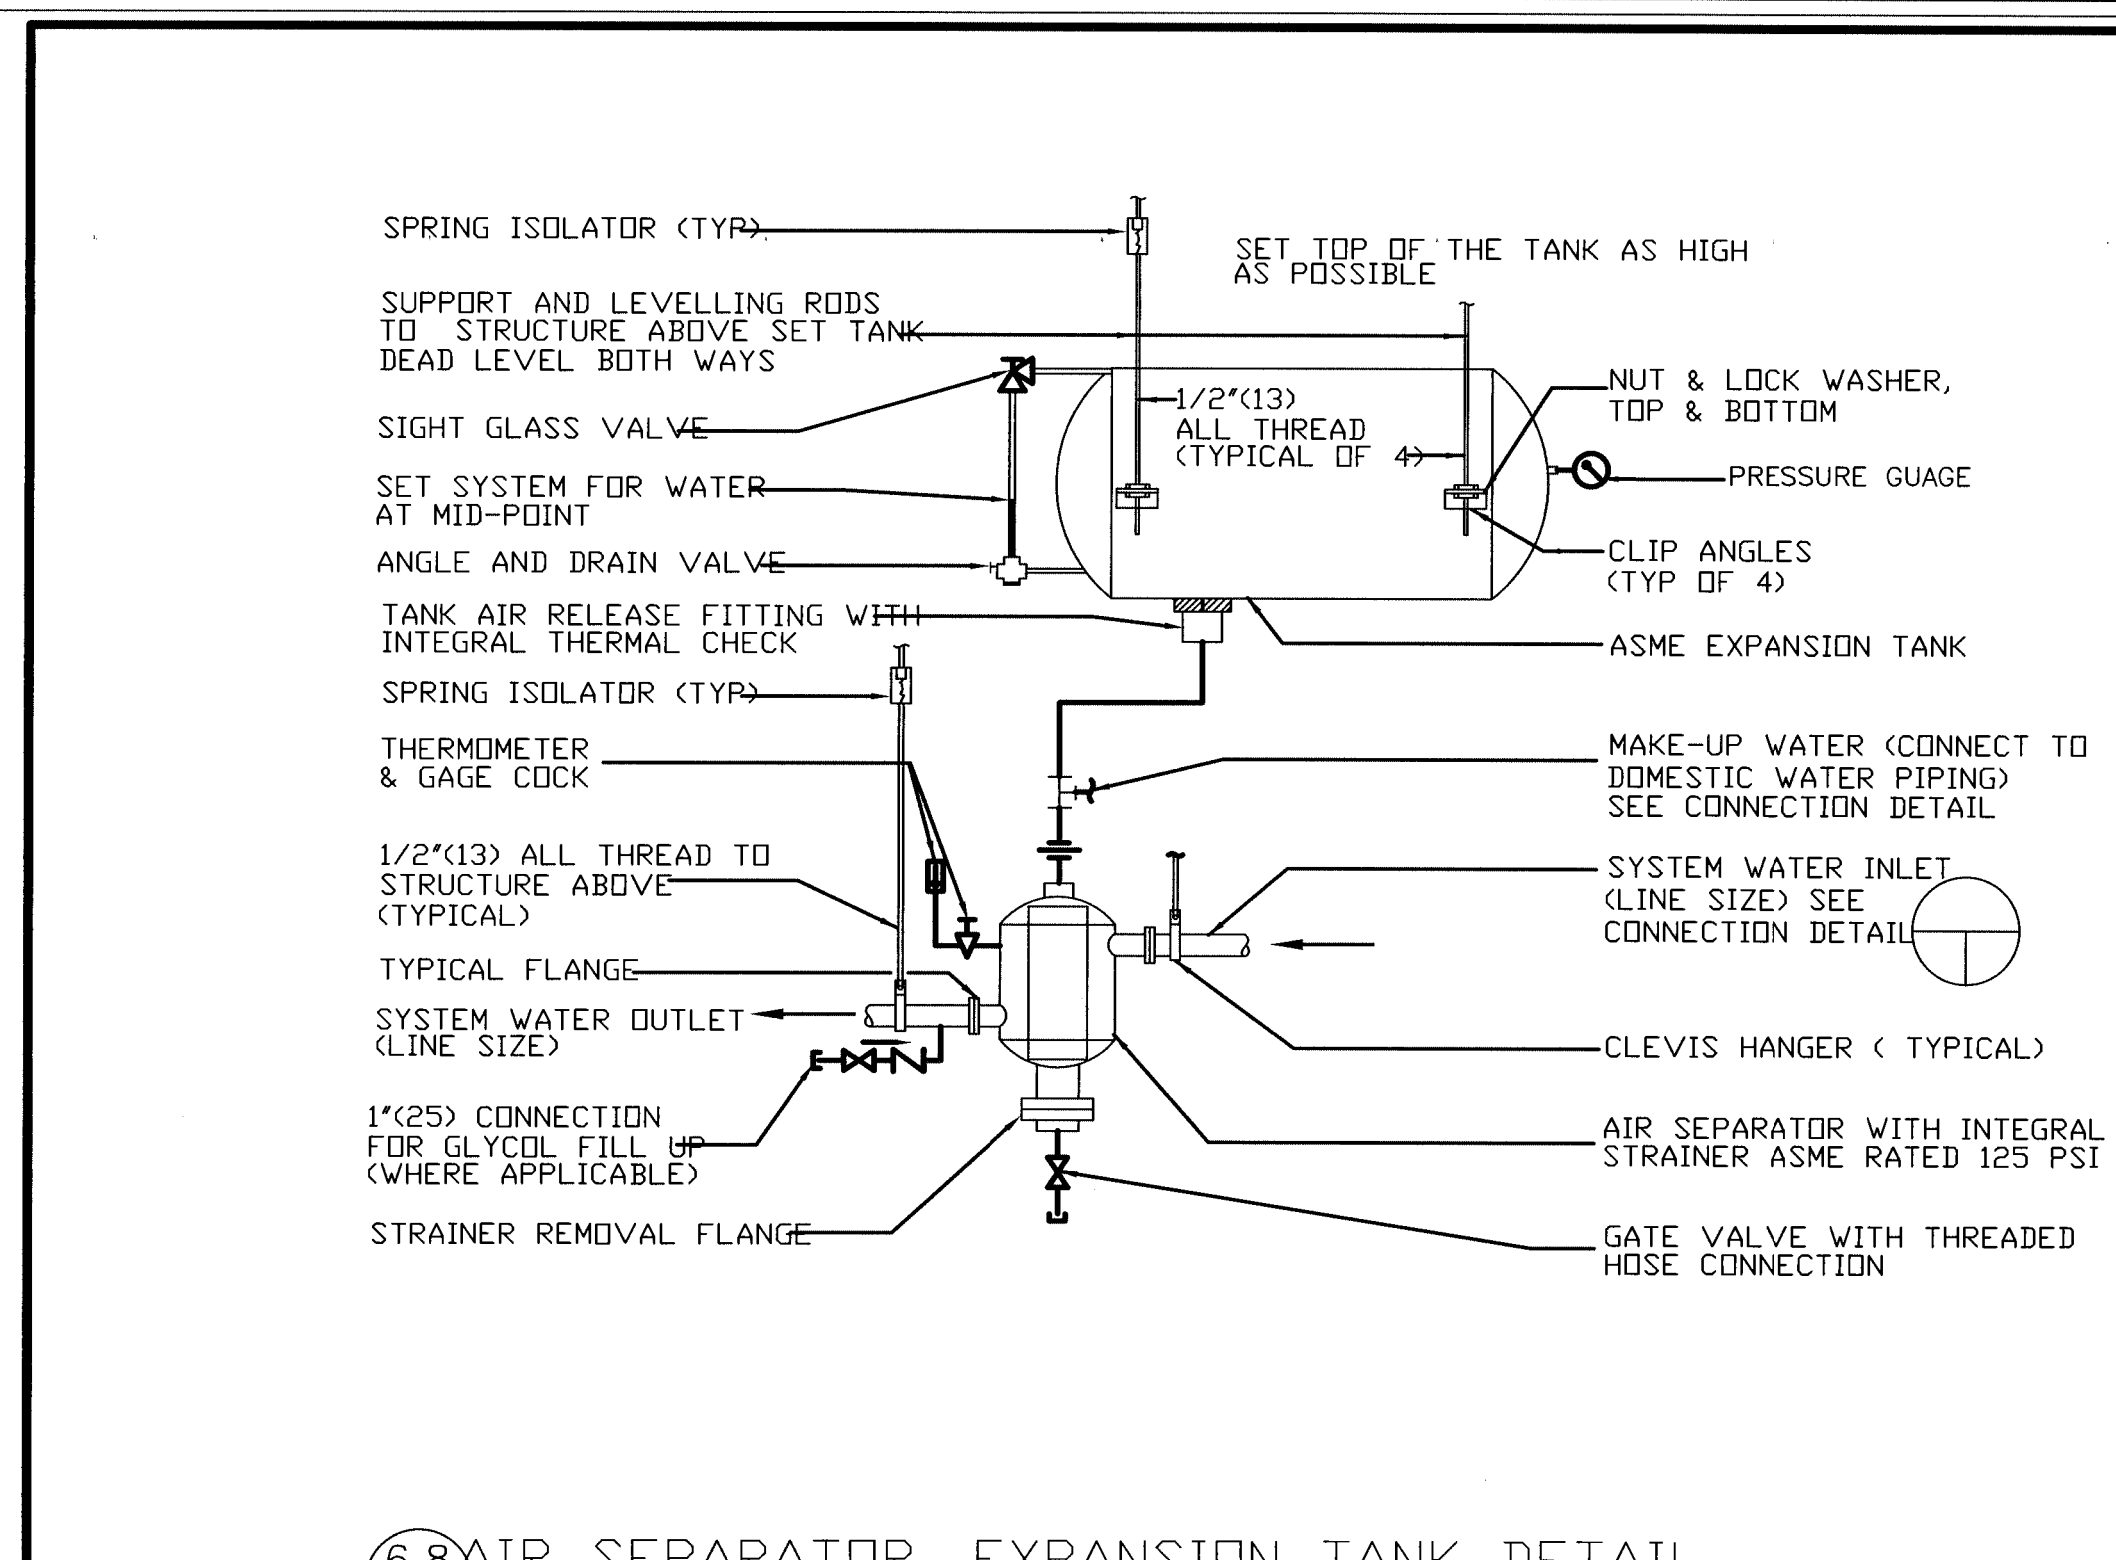 SPRING ISOLATOR (TYP)
SET TOP OF THE TANK AS HIGH
AS POSSIBLE
SUPPORT AND LEVELLING RODS
TO STRUCTURE ABOVE SET TANK
DEAD LEVEL BOTH WAYS
SIGHT GLASS VALVE
SET SYSTEM FOR WATER
AT MID-POINT
ANGLE AND DRAIN VALVE
TANK AIR RELEASE FITTING WITH
INTEGRAL THERMAL CHECK
SPRING ISOLATOR (TYP)
THERMOMETER
& GAGE COCK
1/2"(13) ALL THREAD TO
STRUCTURE ABOVE
(TYPICAL)
TYPICAL FLANGE
SYSTEM WATER OUTLET
(LINE SIZE)
1"(25) CONNECTION
FOR GLYCOL FILL UP
(WHERE APPLICABLE)
STRAINER REMOVAL FLANGE
1/2"(13)
ALL THREAD
(TYPICAL OF 4)
NUT & LOCK WASHER,
TOP & BOTTOM
PRESSURE GUAGE
CLIP ANGLES
(TYP OF 4)
ASME EXPANSION TANK
MAKE-UP WATER (CONNECT TO
DOMESTIC WATER PIPING)
SEE CONNECTION DETAIL
SYSTEM WATER INLET
(LINE SIZE) SEE
CONNECTION DETAIL
CLEVIS HANGER ( TYPICAL)
AIR SEPARATOR WITH INTEGRAL
STRAINER ASME RATED 125 PSI
GATE VALVE WITH THREADED
HOSE CONNECTION
6.8 AIR SEPARATOR EXPANSION TANK DETAIL